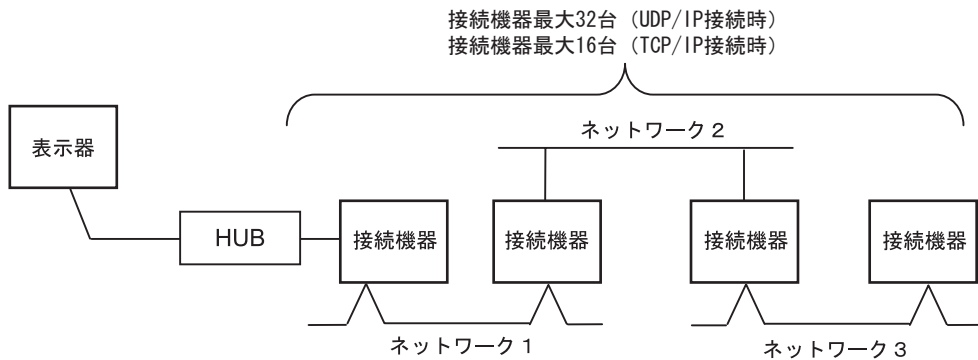 接続機器最大32台（UDP/IP接続時）
接続機器最大16台（TCP/IP接続時）
ネットワーク２
表示器
HUB
接続機器
接続機器
接続機器
接続機器
ネットワーク１
ネットワーク３